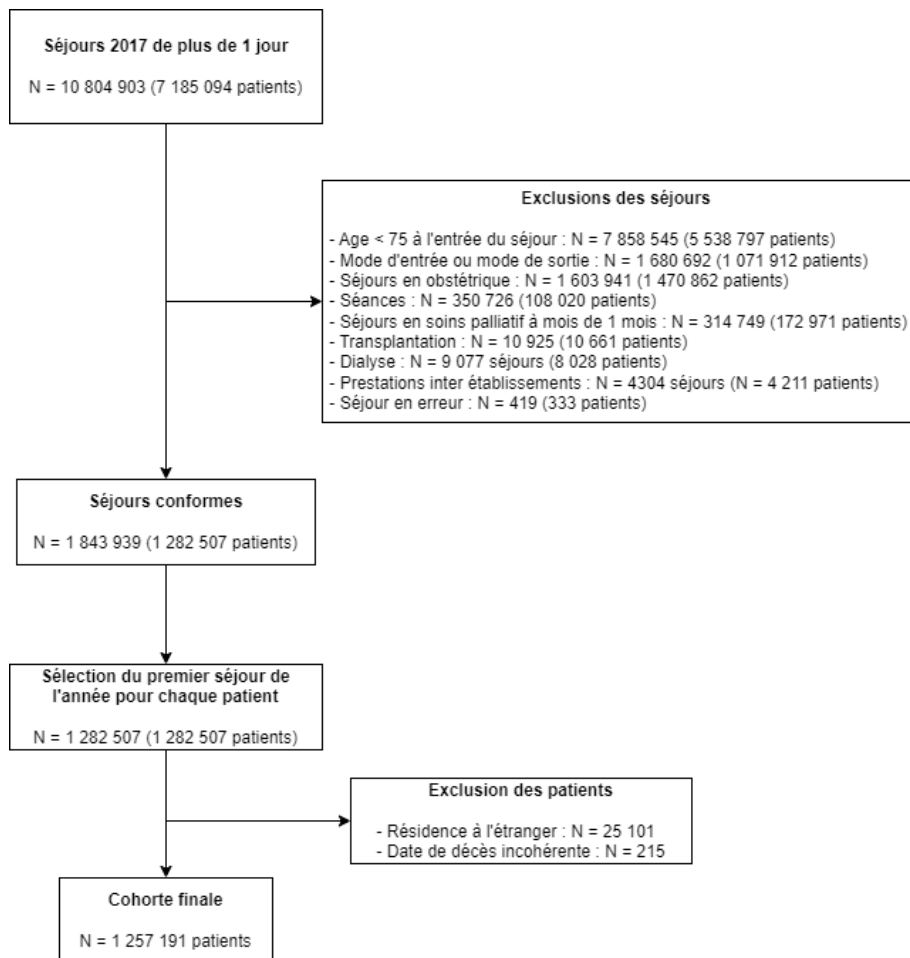 Séjours 2017 de plus de 1 jour
N = 10 804 903 (7 185 094 patients)
Exclusions des séjours
- Age < 75 à l'entrée du séjour : N = 7 858 545 (5 538 797 patients)
- Mode d'entrée ou mode de sortie : N = 1 680 692 (1 071 912 patients)
- Séjours en obstétrique : N = 1 603 941 (1 470 862 patients)
- Séances : N = 350 726 (108 020 patients)
- Séjours en soins palliatif à mois de 1 mois : N = 314 749 (172 971 patients)
- Transplantation : N = 10 925 (10 661 patients)
- Dialyse : N = 9 077 séjours (8 028 patients)
- Prestations inter établissements : N = 4304 séjours (N = 4 211 patients)
- Séjour en erreur : N = 419 (333 patients)
Séjours conformes
N = 1 843 939 (1 282 507 patients)
Sélection du premier séjour de
l'année pour chaque patient
N = 1 282 507 (1 282 507 patients)
Exclusion des patients
- Résidence à l'étranger : N = 25 101
- Date de décès incohérente : N = 215
Cohorte finale
N = 1 257 191 patients